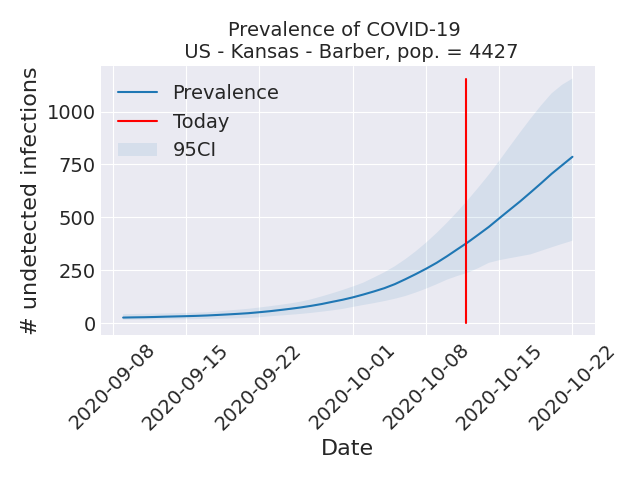 Prevalence of COVID-19
US - Kansas - Barber, pop. = 4427
# undetected infections
1000
750
500
250
0
Prevalence
Today
95CI
2020-09-08
2020-09-15
2020-09-22
2020-10-01
2020-10-08
2020-10-15
2020-10-22
Date